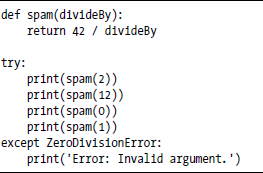 def spam(divideBy):
    return 42 / divideBy

try:
    print(spam(2))
    print(spam(12))
    print(spam(0))
    print(spam(1))
except ZeroDivisionError:
    print('Error: Invalid argument.')